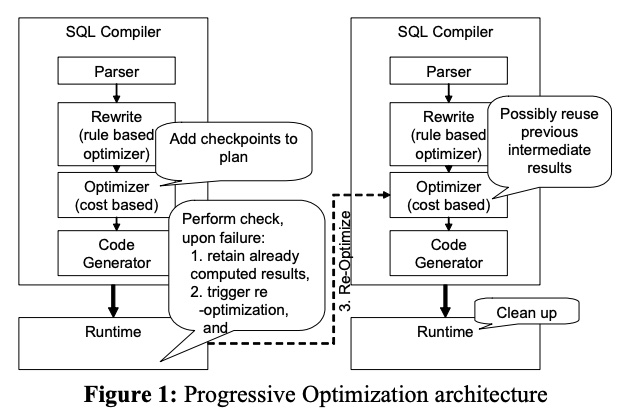 SQL Compiler
Parser
Rewrite
(rule based
optimizer)
Add checkpoints to
plan
Optimizer
(cost based)
Perform check,
upon failure:
1. retain already
computed results,
2. trigger re
-optimization,
and
Code
Generator
Runtime
3. Re-Optimize
SQL Compiler
Parser
Rewrite
(rule based
optimizer)
Possibly reuse
previous
intermediate
results
Optimizer
(cost based)
Code
Generator
Runtime
Clean up
Figure 1: Progressive Optimization architecture